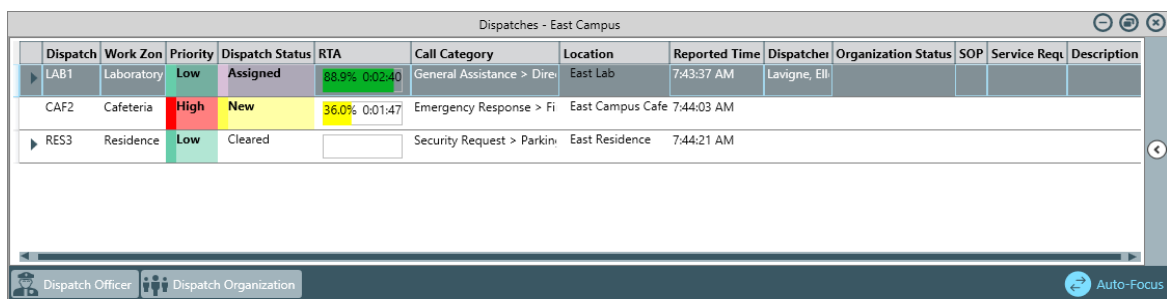 Dispatches - East Campus
Dispatch Work Zon Priority Dispatch Status RTA Call Category Location Reported Time Dispatcher Organization Status SOP Service Requ Description
LAB1 Laboratory Low Assigned 88.9% 0:02:40 General Assistance > Dire East Lab 7:43:37 AM Lavigne, Elli
CAF2 Cafeteria High New 36.0% 0:01:47 Emergency Response > Fi East Campus Cafe 7:44:03 AM
RES3 Residence Low Cleared Security Request > Parkin East Residence 7:44:21 AM
Dispatch Officer Dispatch Organization Auto-Focus